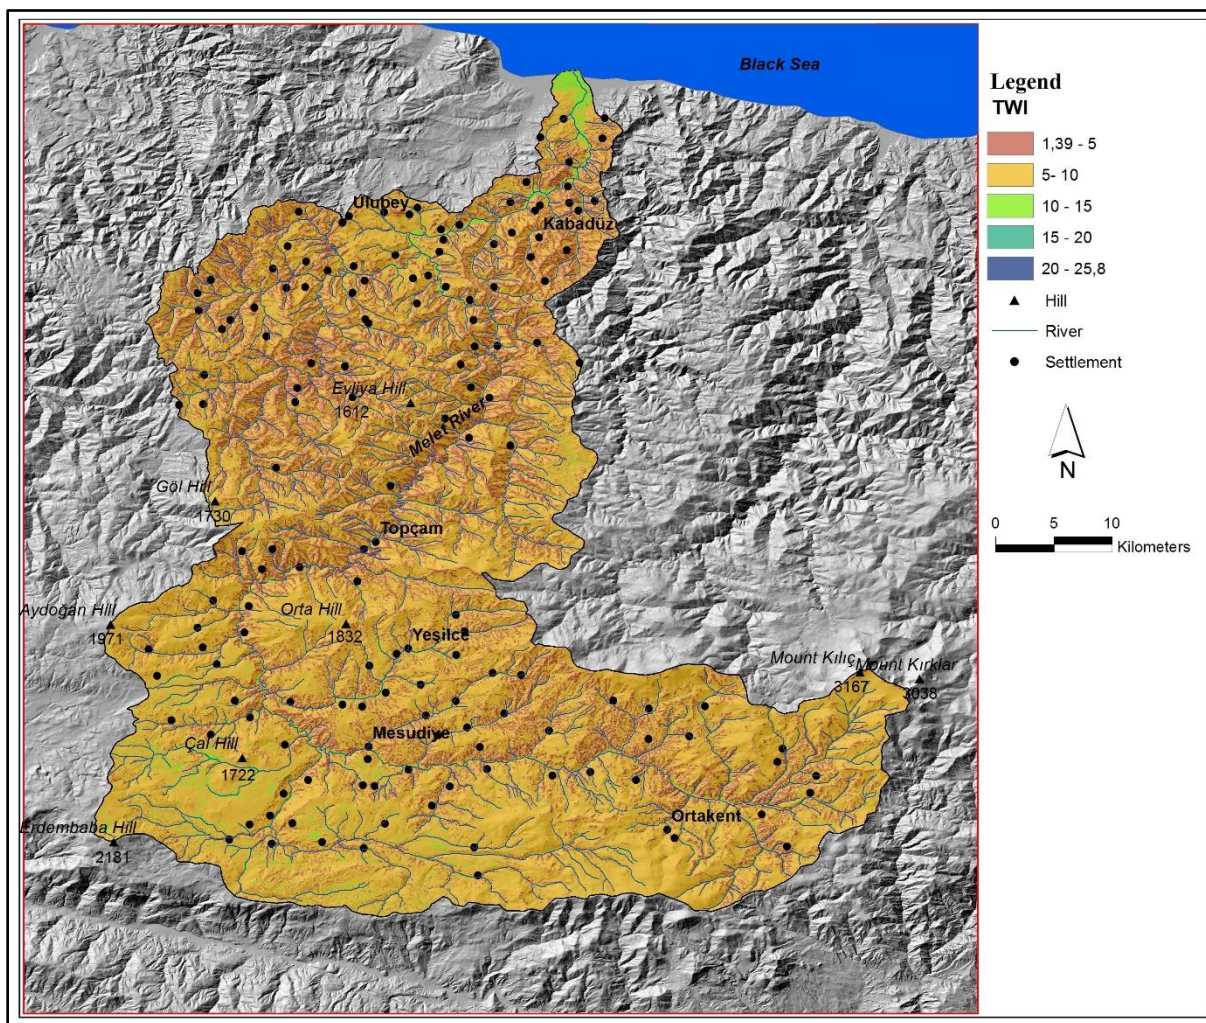 Black Sea
Ulubey
Kabadüz
Evliya Hill
1612
Melet River
Göl Hill
1730
Topçam
Aydoğan Hill
1971
Orta Hill
1832
Yeşilce
Mount Kılıç
3167
Mount Kırklar
3038
Mesudiye
Çal Hill
1722
Ortakent
Erdembaba Hill
2181
Legend
TWI
1,39 - 5
5- 10
10 - 15
15 - 20
20 - 25,8
Hill
River
Settlement
N
0 5 10
Kilometers